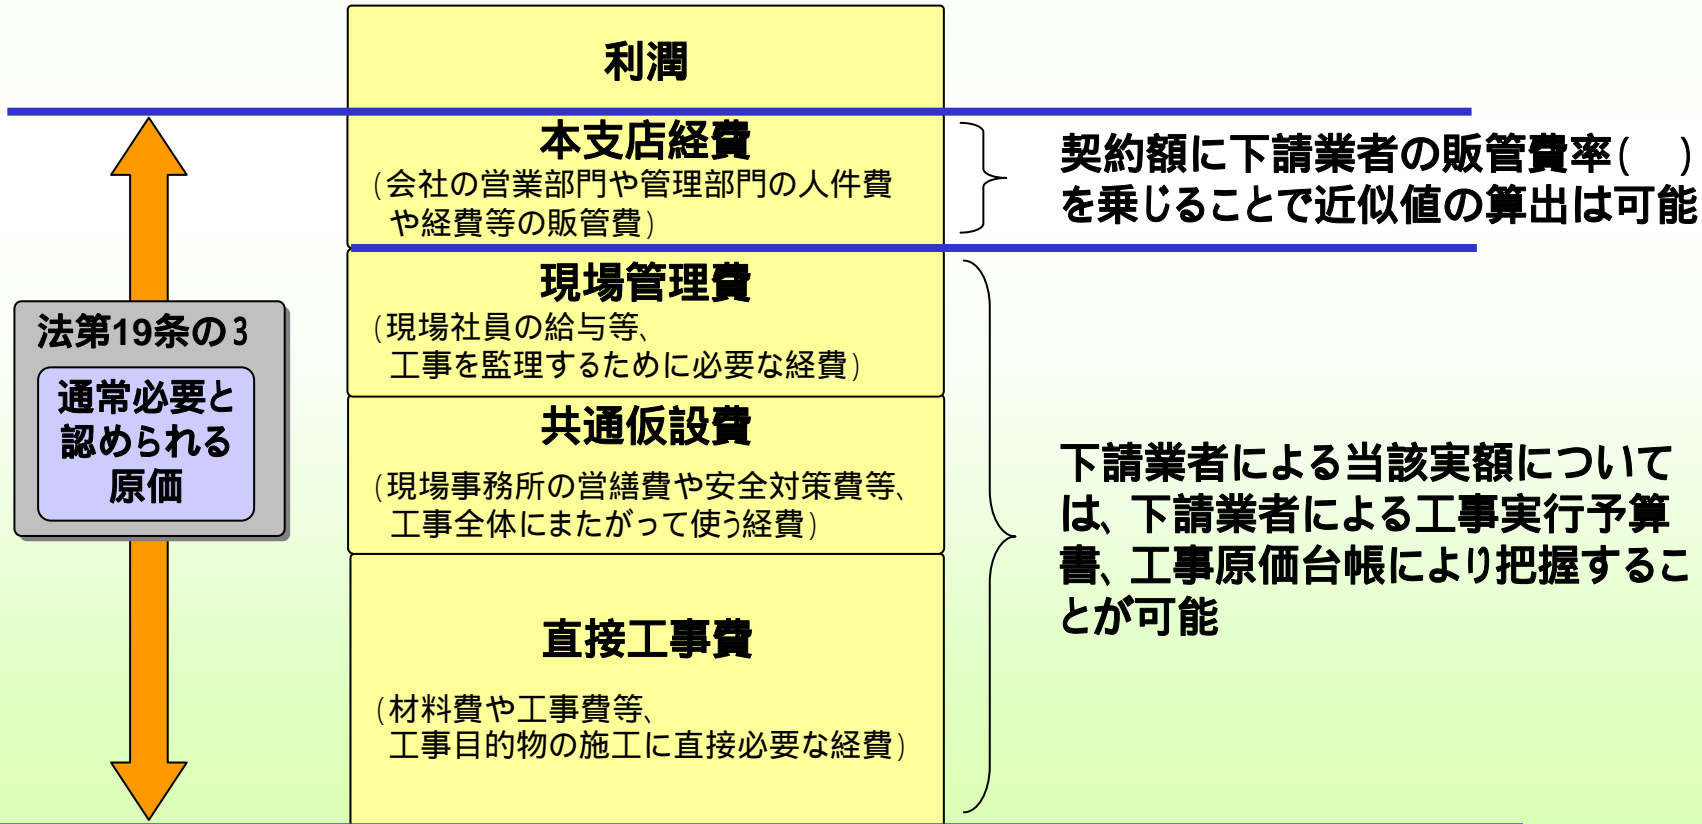 利潤
本支店経費
(会社の営業部門や管理部門の人件費
や経費等の販管費)
契約額に下請業者の販管費率(　)
を乗じることで近似値の算出は可能
現場管理費
(現場社員の給与等、
工事を監理するために必要な経費)
法第19条の3
通常必要と
認められる
原価
共通仮設費
(現場事務所の営繕費や安全対策費等、
工事全体にまたがって使う経費)
下請業者による当該実額について
は、下請業者による工事実行予算
書、工事原価台帳により把握するこ
とが可能
直接工事費
(材料費や工事費等、
工事目的物の施工に直接必要な経費)